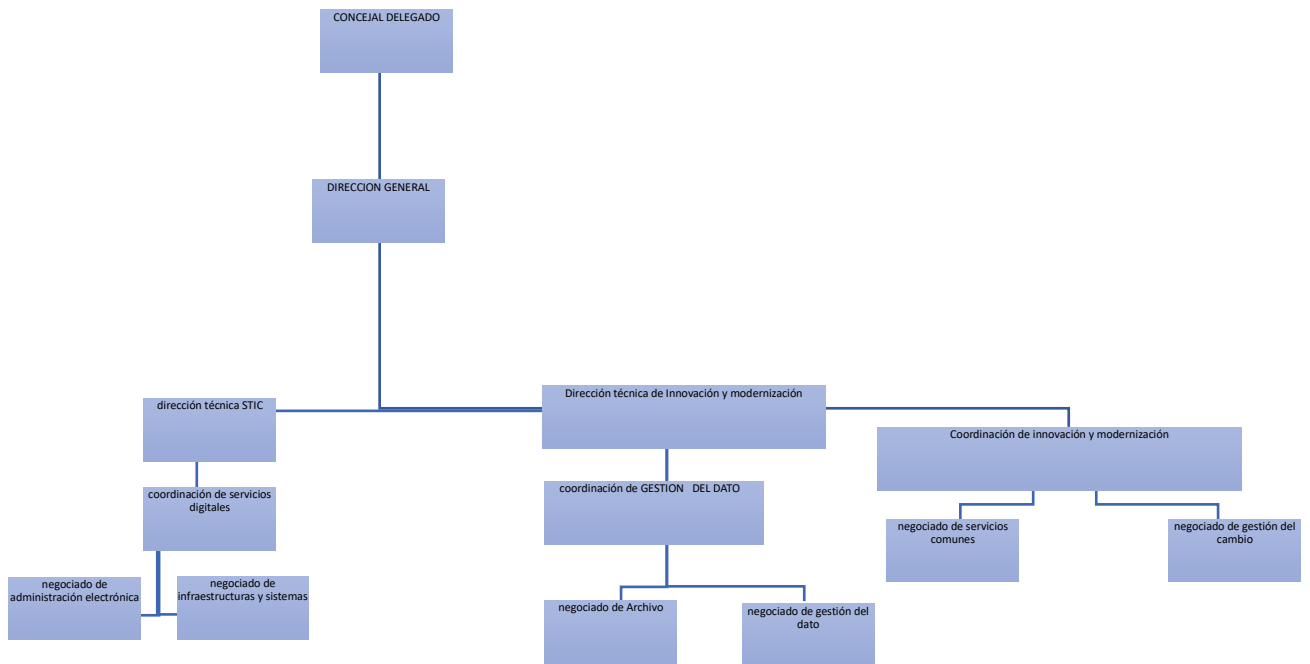 CONCEJAL DELEGADO
DIRECCION GENERAL
Dirección técnica de Innovación y modernización
dirección técnica STIC
Coordinación de innovación y modernización
coordinación de servicios
digitales
coordinación de GESTION DEL DATO
negociado de servicios
comunes
negociado de gestión del
cambio
negociado de
administración electrónica
negociado de
infraestructuras y sistemas
negociado de Archivo
negociado de gestión del
dato